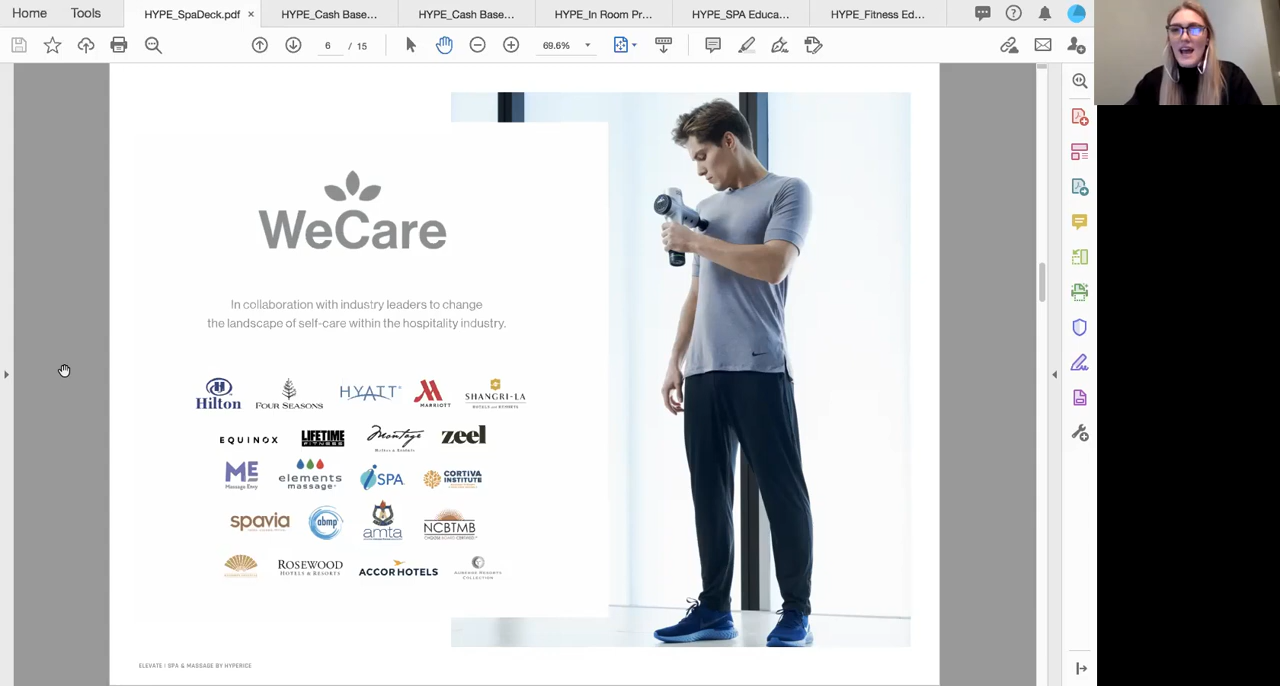 Home
Tools
HYPE_SpaDeck.pdf
HYPE_Cash Base...
HYPE_Cash Base...
HYPE_In Room Pr...
HYPE_SPA Educa...
HYPE_Fitness Ed...
6 / 15
69.6%
WeCare
In collaboration with industry leaders to change
the landscape of self-care within the hospitality industry.
Hilton
FOUR SEASONS
HYATT
MARRIOTT
SHANGRI-LA
HOTELS and RESORTS
EQUINOX
LIFETIME
FITNESS
Montage
HOTELS & RESORTS
zeel
ME
Massage Envy
elements
massage
iSPA
CORTIVA
INSTITUTE
spavia
abmp
amta
NCBTMB
ROSEWOOD
HOTELS & RESORTS
ACCORHOTELS
RESORTS
COLLECTION
ELEVATE | SPA & MASSAGE BY HYPERICE